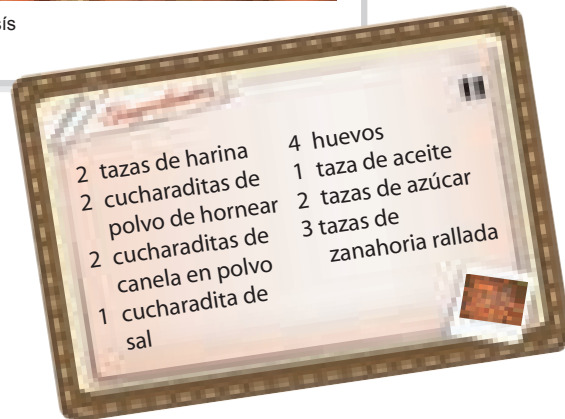 sís
2 tazas de harina
2 cucharaditas de
polvo de hornear
2 cucharaditas de
canela en polvo
1 cucharadita de
sal
4 huevos
1 taza de aceite
2 tazas de azúcar
3 tazas de
zanahoria rallada